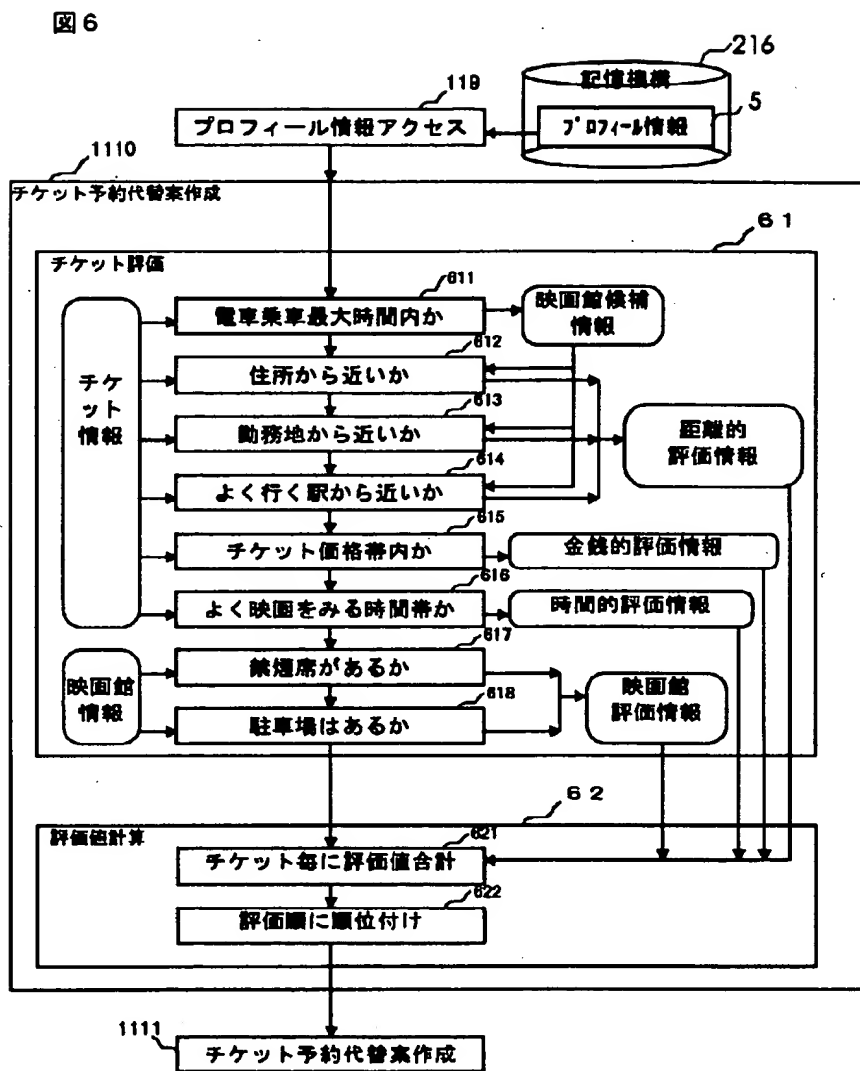 図6
216
記憶機構
119
5
プロフィール情報アクセス
プロフィール情報
1110
チケット予約代替案作成
61
チケット評価
611
電車乗車最大時間内か
映画館候補
情報
612
住所から近いか
チケ
ット
情報
613
勤務地から近いか
距離的
評価情報
614
よく行く駅から近いか
615
チケット価格帯内か
金銭的評価情報
616
よく映画をみる時間帯か
時間的評価情報
617
禁煙席があるか
映画館
情報
映画館
評価情報
618
駐車場はあるか
62
評価値計算
621
チケット毎に評価値合計
622
評価順に順位付け
1111
チケット予約代替案作成